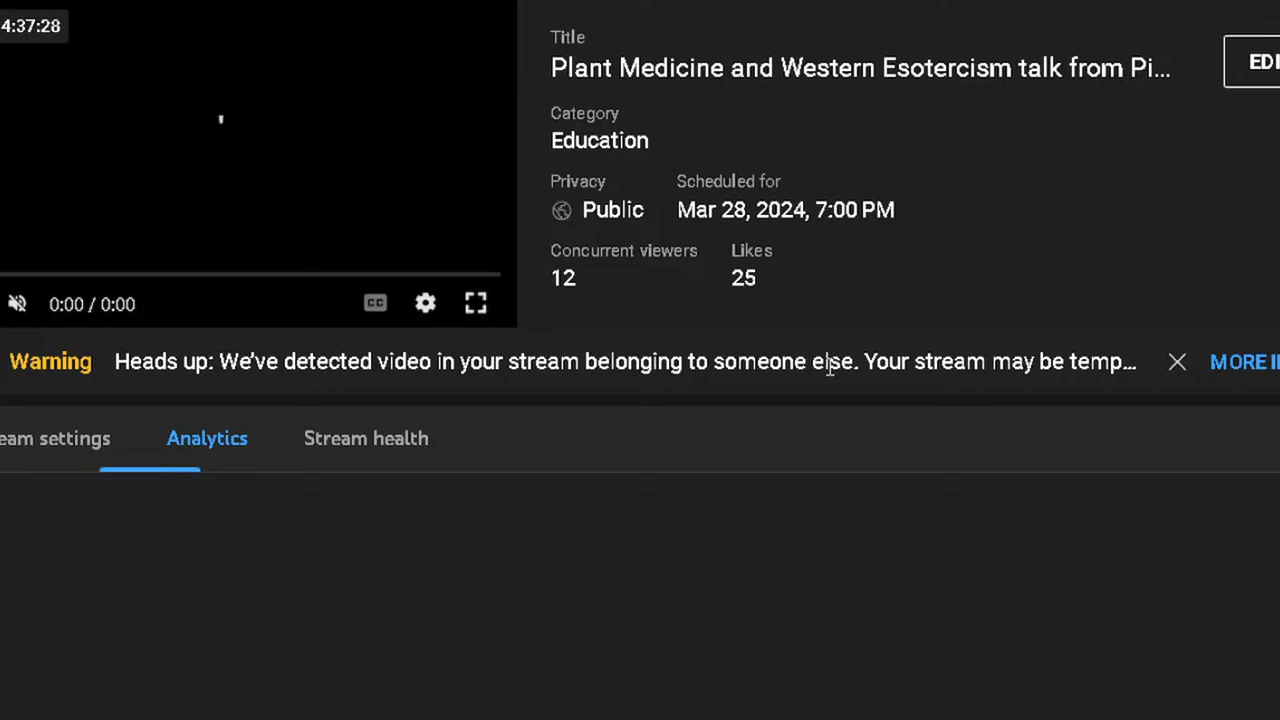 4:37:28
Title
Plant Medicine and Western Esotercism talk from Pi...
Category
Education
Privacy
Scheduled for
Public
Mar 28, 2024, 7:00 PM
Concurrent viewers
Likes
12
25
0:00 / 0:00
CC
Warning
Heads up: We've detected video in your stream belonging to someone else. Your stream may be temp...
MORE
eam settings
Analytics
Stream health